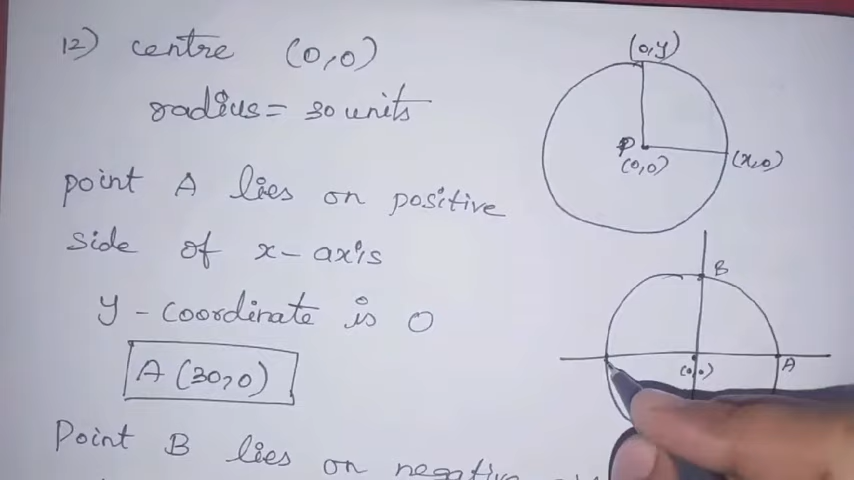 12) centre (0,0)
radius = 30 units
point A lies on positive
side of x-axis
y-coordinate is 0
A (30,0)
Point B lies on negative
(0,y)
P
(0,0)
(x,0)
B
A
(0,0)